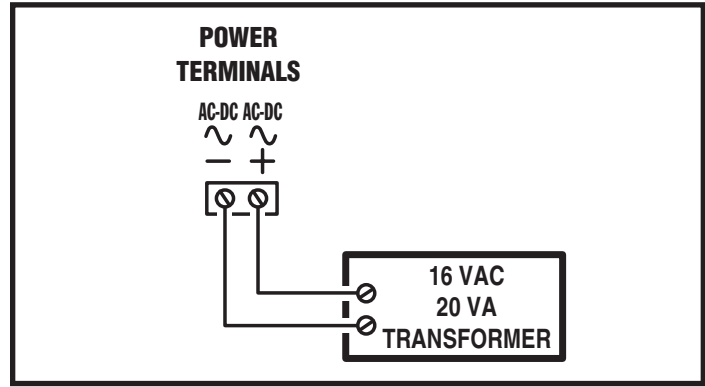 POWER
TERMINALS
AC-DC AC-DC
− +
16 VAC
20 VA
TRANSFORMER